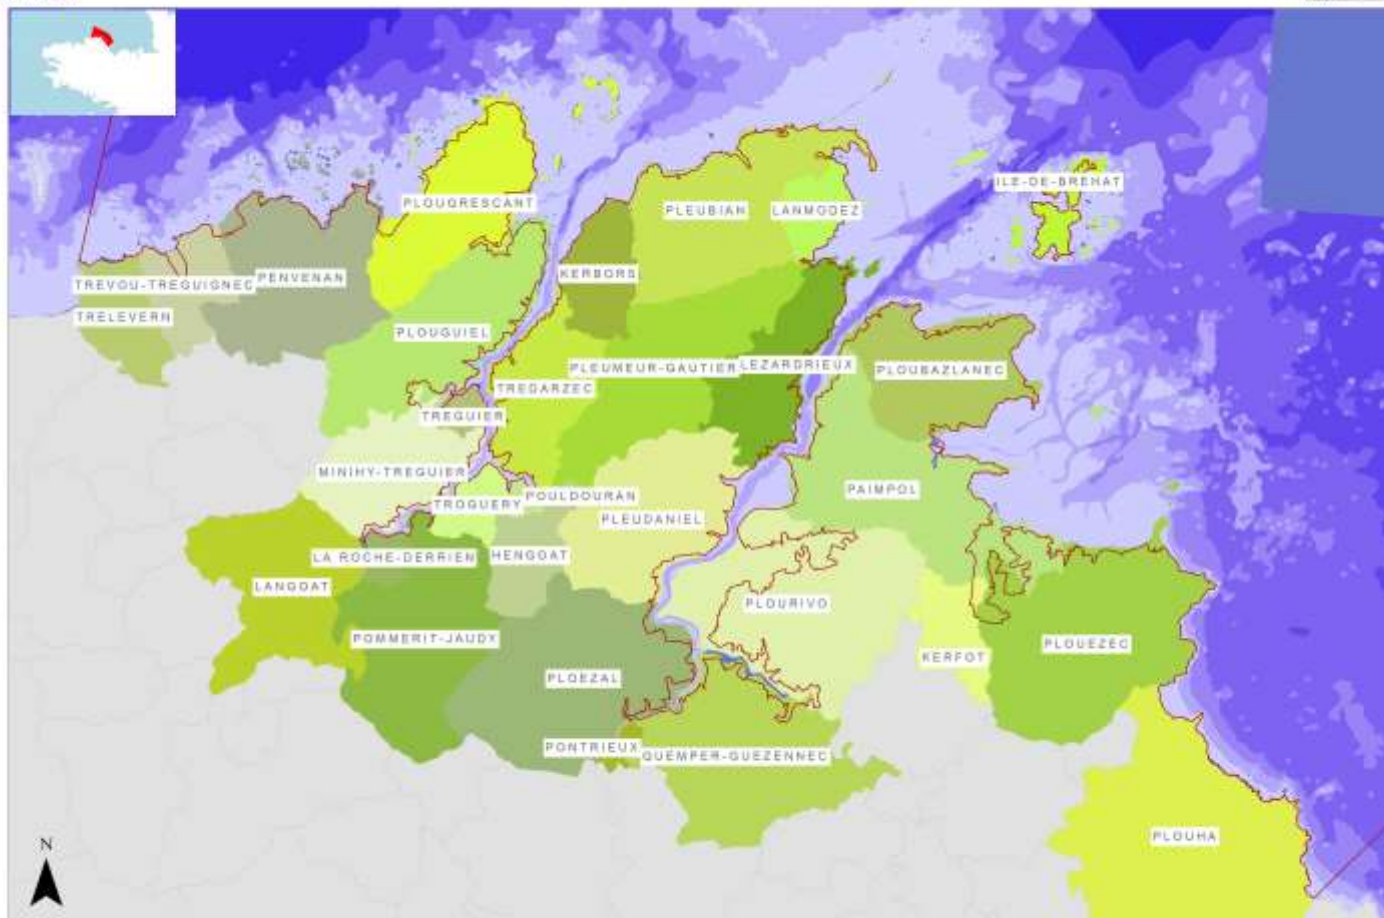 ILE-DE-BREHAT
PLOUGRESCANT
PLEUBIAN
LANMODEZ
KERBORS
PENVENAN
TREVOU-TREGUIGNEC
TRELEVERN
PLOUGUIEL
PLEUMEUR-GAUTIER
LEZARDRIEUX
PLOUBAZLANEC
TREDARZEC
TREGUIER
MINIHY-TREGUIER
PAIMPOL
POULDOURAN
TROGUERY
PLEUDANIEL
LA ROCHE-DERRIEN
HENGOAT
LANGOAT
PLOURIVO
POMMERIT-JAUDY
PLOUEZEC
KERFOT
PLOEZAL
PONTRIEUX
QUEMPER-GUEZENNEC
PLOUHA
N